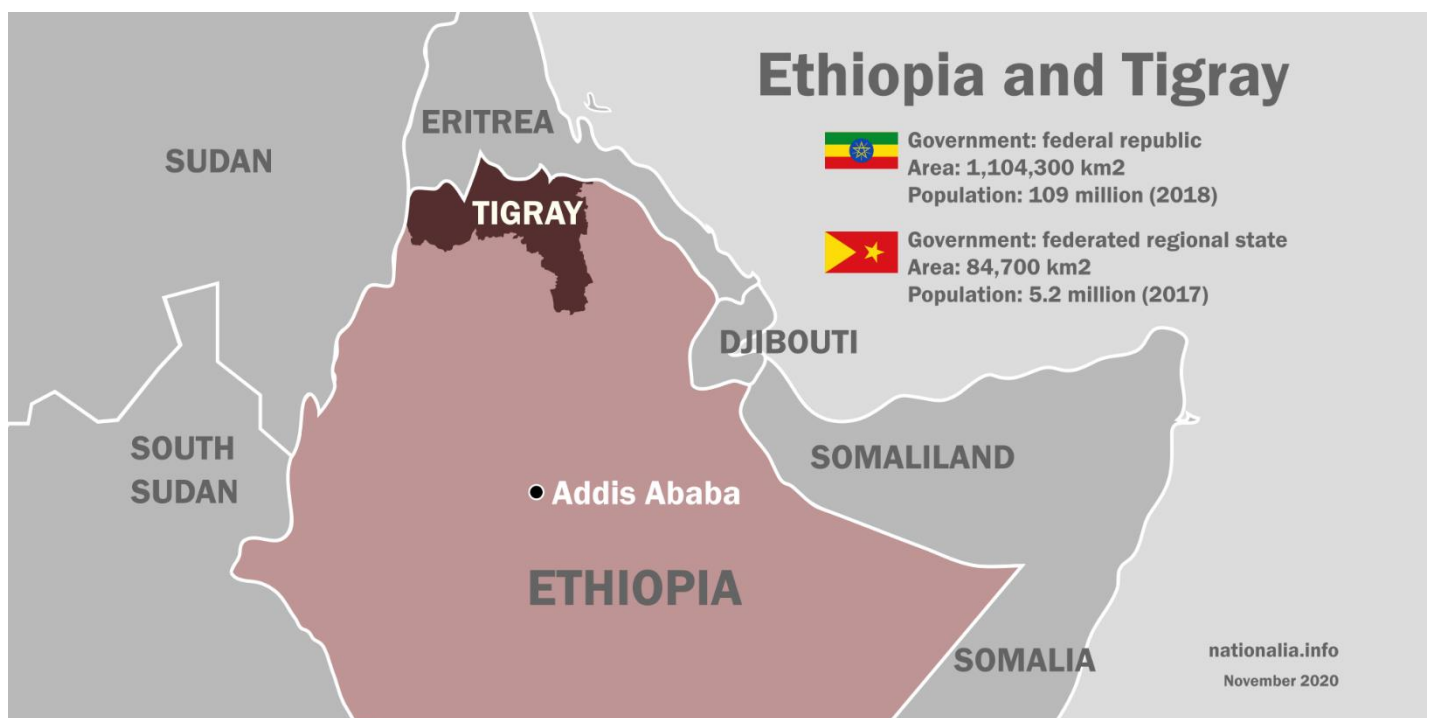 Ethiopia and Tigray
Government: federal republic
Area: 1,104,300 km2
Population: 109 million (2018)
Government: federated regional state
Area: 84,700 km2
Population: 5.2 million (2017)
ERITREA
SUDAN
TIGRAY
DJIBOUTI
SOUTH
SUDAN
SOMALILAND
Addis Ababa
ETHIOPIA
SOMALIA
nationalia.info
November 2020